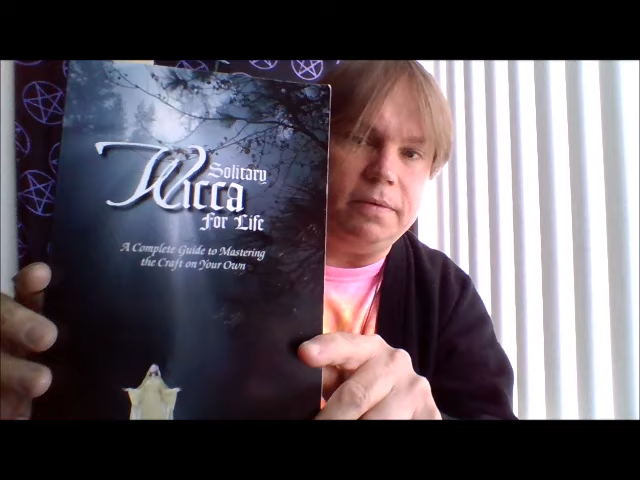 Solitary
Wicca
for Life
A Complete Guide to Mastering
the Craft on Your Own